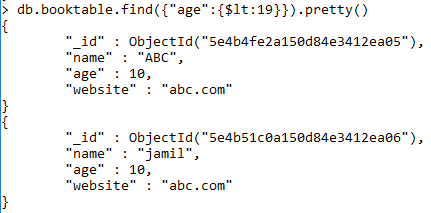 > db.booktable.find({"age":{$lt:19}}).pretty()
{
        "_id" : ObjectId("5e4b4fe2a150d84e3412ea05"),
        "name" : "ABC",
        "age" : 10,
        "website" : "abc.com"
}
{
        "_id" : ObjectId("5e4b51c0a150d84e3412ea06"),
        "name" : "jamil",
        "age" : 10,
        "website" : "abc.com"
}